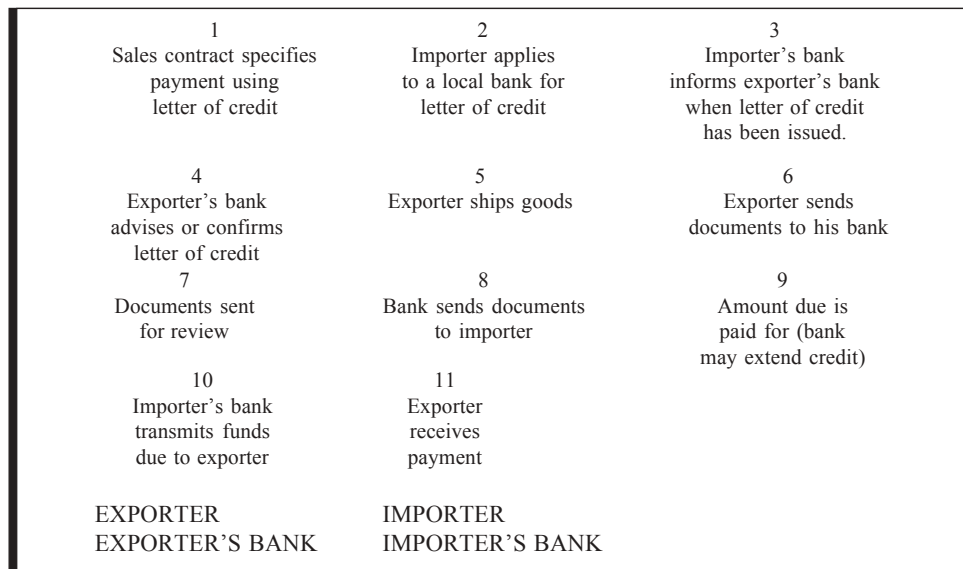 1
Sales contract specifies
payment using
letter of credit
2
Importer applies
to a local bank for
letter of credit
3
Importer’s bank
informs exporter’s bank
when letter of credit
has been issued.
4
Exporter’s bank
advises or confirms
letter of credit
5
Exporter ships goods
6
Exporter sends
documents to his bank
7
Documents sent
for review
8
Bank sends documents
to importer
9
Amount due is
paid for (bank
may extend credit)
10
Importer’s bank
transmits funds
due to exporter
11
Exporter
receives
payment
EXPORTER
EXPORTER’S BANK
IMPORTER
IMPORTER’S BANK